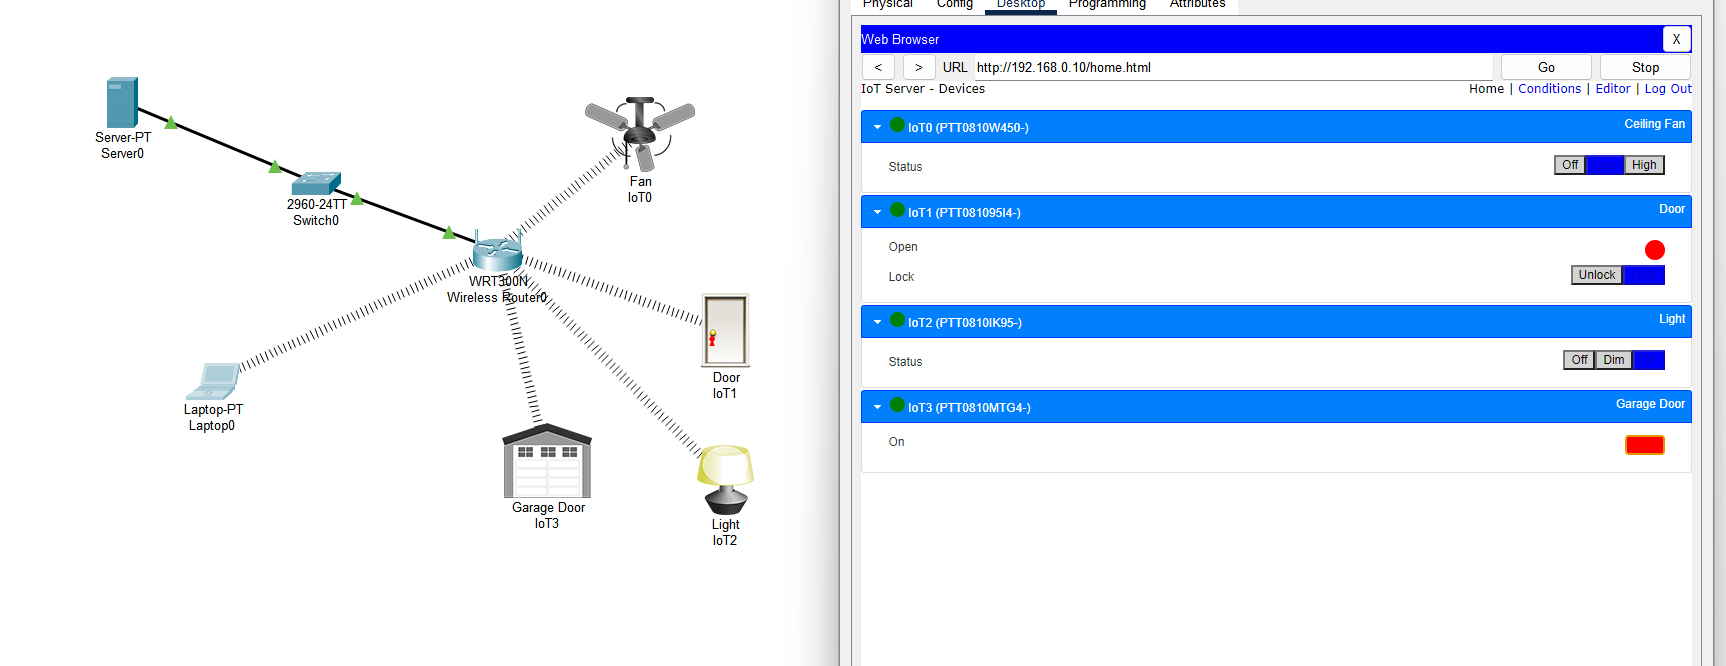 Server-PT
Server0
2960-24TT
Switch0
Fan
IoT0
WRT300N
Wireless Router0
Door
IoT1
Laptop-PT
Laptop0
Garage Door
IoT3
Light
IoT2
Physical Config Desktop Programming Attributes
Web Browser X
< > URL http://192.168.0.10/home.html Go Stop
IoT Server - Devices Home | Conditions | Editor | Log Out
IoT0 (PTT0810W450-) Ceiling Fan
Status Off High
IoT1 (PTT081095I4-) Door
Open
Lock Unlock
IoT2 (PTT0810IK95-) Light
Status Off Dim
IoT3 (PTT0810MTG4-) Garage Door
On